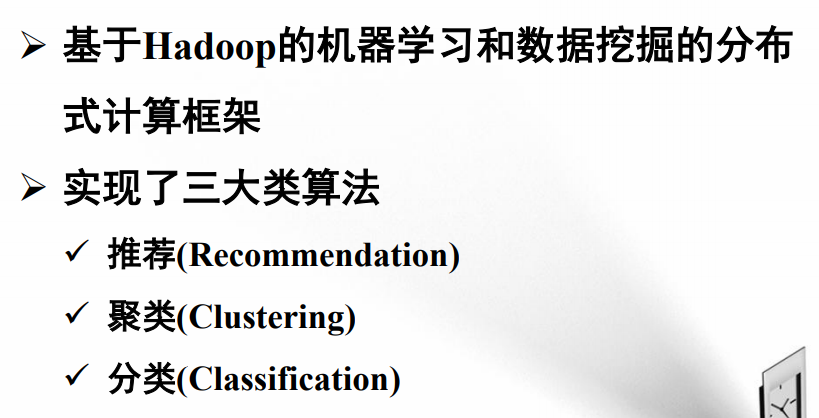 ➢ 基于Hadoop的机器学习和数据挖掘的分布
式计算框架
➢ 实现了三大类算法
✓ 推荐(Recommendation)
✓ 聚类(Clustering)
✓ 分类(Classification)